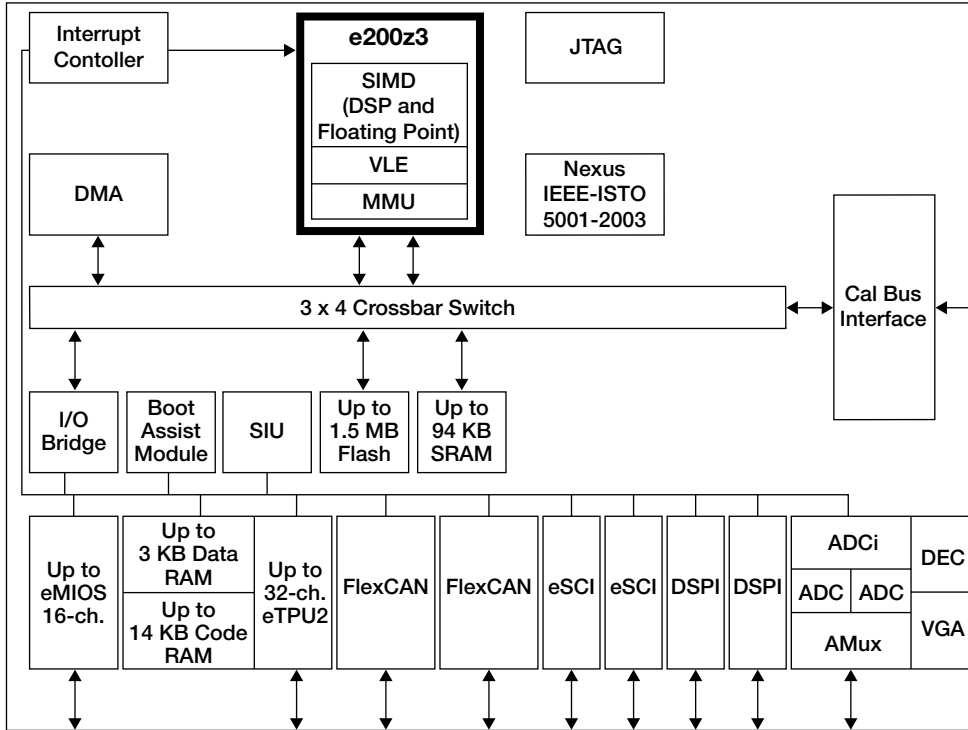 Interrupt
Contoller
e200z3
SIMD
(DSP and
Floating Point)
VLE
MMU
JTAG
DMA
Nexus
IEEE-ISTO
5001-2003
3 x 4 Crossbar Switch
Cal Bus
Interface
I/O
Bridge
Boot
Assist
Module
SIU
Up to
1.5 MB
Flash
Up to
94 KB
SRAM
Up to
eMIOS
16-ch.
Up to
3 KB Data
RAM
Up to
14 KB Code
RAM
Up to
32-ch.
eTPU2
FlexCAN
FlexCAN
eSCI
eSCI
DSPI
DSPI
ADCi
ADC
ADC
AMux
DEC
VGA